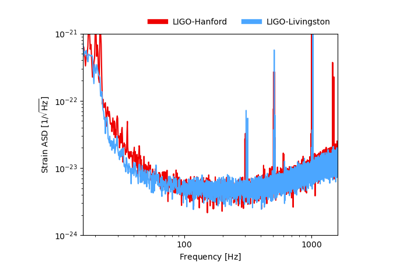 LIGO-Hanford LIGO-Livingston
10⁻²¹
10⁻²²
10⁻²³
10⁻²⁴
Strain ASD [1/√Hz]
100 1000
Frequency [Hz]